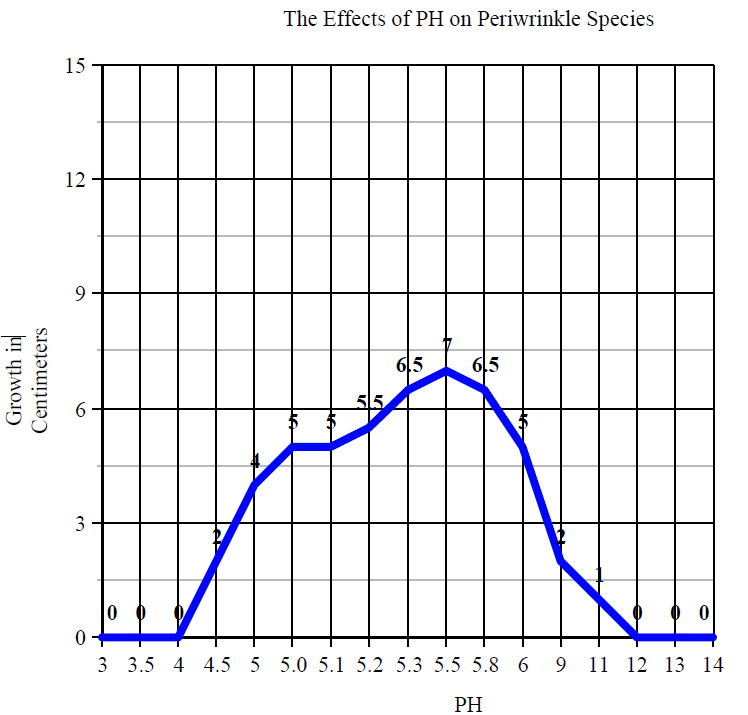 The Effects of PH on Periwrinkle Species
15
12
9
6
3
0
Growth in
Centimeters
0 0 0 2 4 5 5 5.5 6.5 7 6.5 5 2 1 0 0 0
3 3.5 4 4.5 5 5.0 5.1 5.2 5.3 5.5 5.8 6 9 11 12 13 14
PH